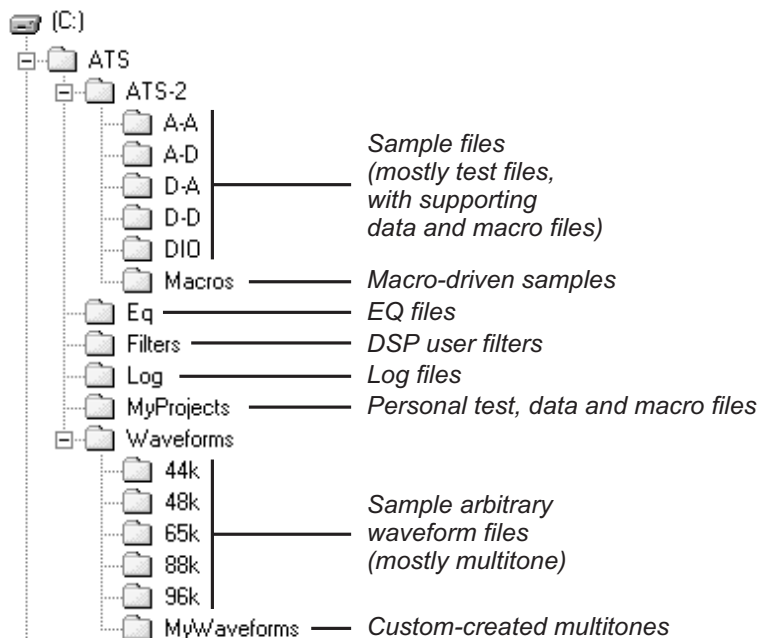 (C:)
ATS
ATS-2
A-A
A-D
D-A
D-D
DIO
Sample files
(mostly test files,
with supporting
data and macro files)
Macros Macro-driven samples
Eq EQ files
Filters DSP user filters
Log Log files
MyProjects Personal test, data and macro files
Waveforms
44k
48k
65k
88k
96k
Sample arbitrary
waveform files
(mostly multitone)
MyWaveforms Custom-created multitones